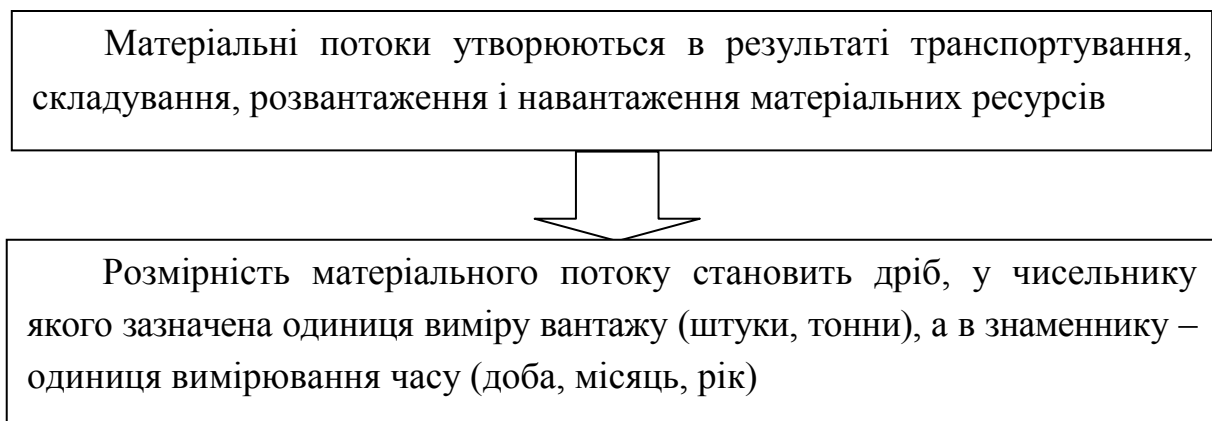 Матеріальні потоки утворюються в результаті транспортування,
складування, розвантаження і навантаження матеріальних ресурсів
Розмірність матеріального потоку становить дріб, у чисельнику
якого зазначена одиниця виміру вантажу (штуки, тонни), а в знаменнику –
одиниця вимірювання часу (доба, місяць, рік)